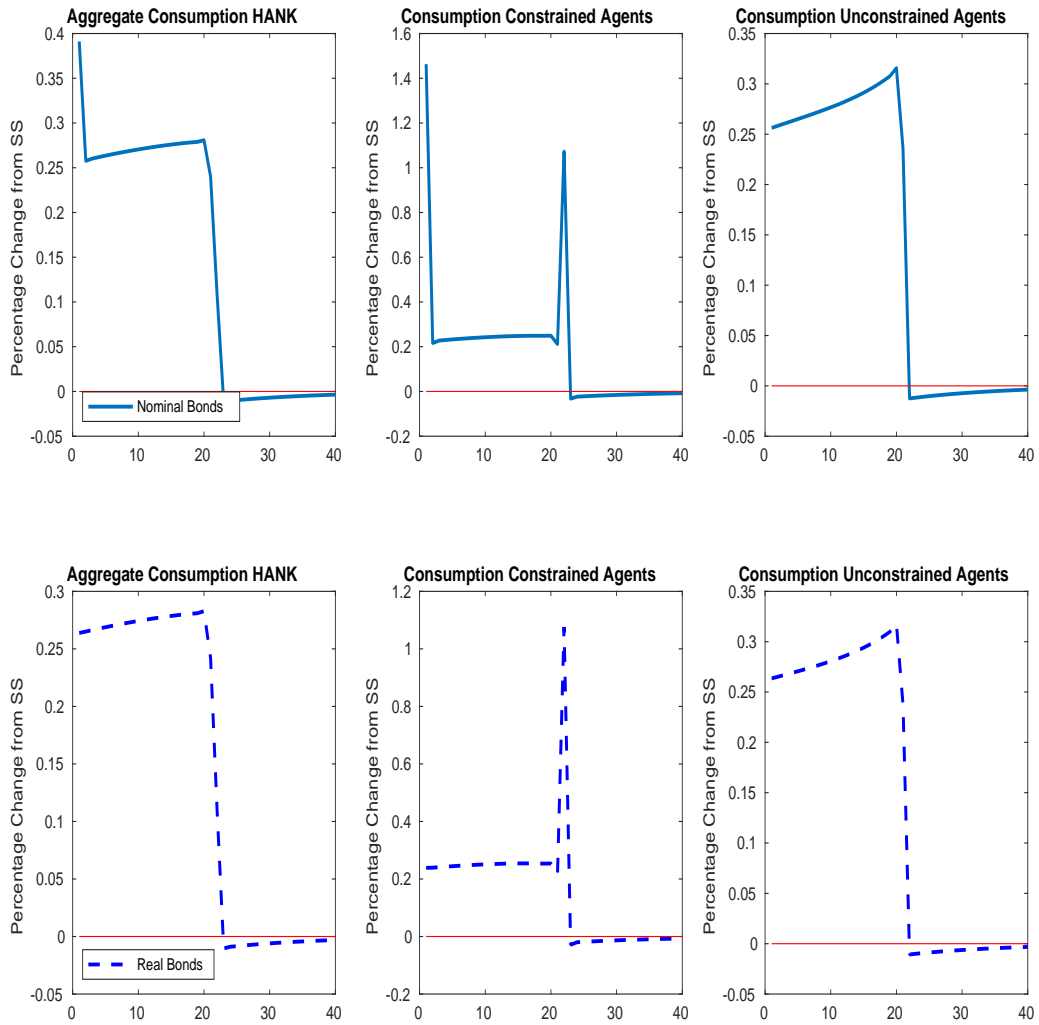 Aggregate Consumption HANK
Consumption Constrained Agents
Consumption Unconstrained Agents
Percentage Change from SS
0.4
0.35
0.3
0.25
0.2
0.15
0.1
0.05
0
-0.05
0 10 20 30 40
Nominal Bonds
Percentage Change from SS
1.6
1.4
1.2
1
0.8
0.6
0.4
0.2
0
-0.2
0 10 20 30 40
Percentage Change from SS
0.35
0.3
0.25
0.2
0.15
0.1
0.05
0
-0.05
0 10 20 30 40
Aggregate Consumption HANK
Consumption Constrained Agents
Consumption Unconstrained Agents
Percentage Change from SS
0.3
0.25
0.2
0.15
0.1
0.05
0
-0.05
0 10 20 30 40
Real Bonds
Percentage Change from SS
1.2
1
0.8
0.6
0.4
0.2
0
-0.2
0 10 20 30 40
Percentage Change from SS
0.35
0.3
0.25
0.2
0.15
0.1
0.05
0
-0.05
0 10 20 30 40